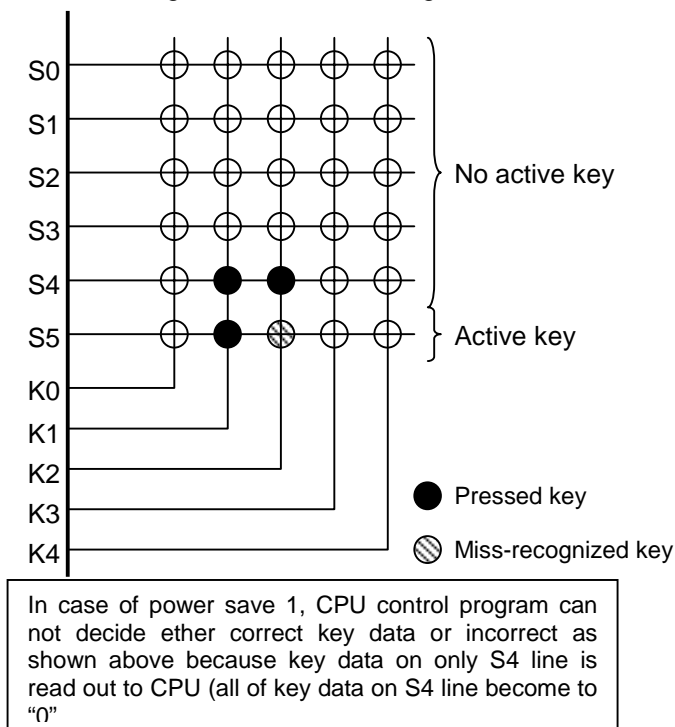 S0
S1
S2
S3
S4
S5
K0
K1
K2
K3
K4
No active key
Active key
Pressed key
Miss-recognized key
In case of power save 1, CPU control program can
not decide ether correct key data or incorrect as
shown above because key data on only S4 line is
read out to CPU (all of key data on S4 line become to
“0”